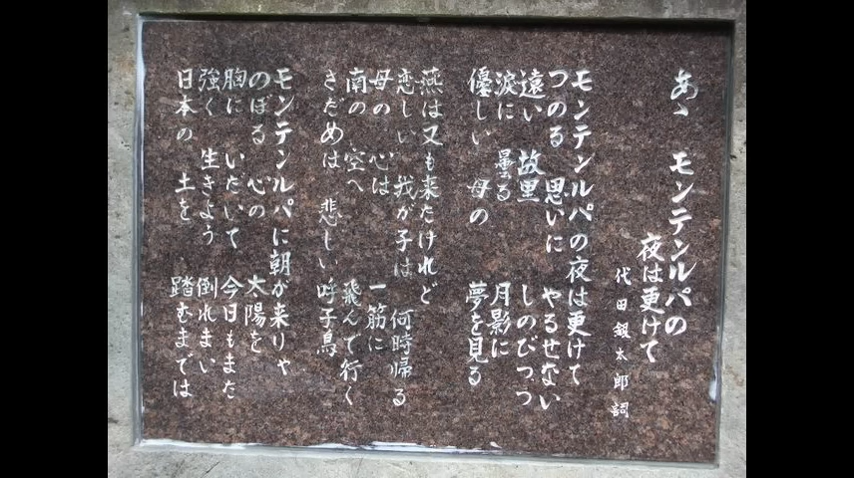 あゝ モンテンルパの
夜は更けて
代田銀太郎 詞
モンテンルパの夜は更けて
つのる 思いに やるせない
遠い 故里 しのびつつ
涙に 曇る 月影に
優しい 母の 夢を見る
燕は又も来たけれど
恋しい 我が子は 何時帰る
母の 心は 一筋に
南の 空へ 飛んで行く
さだめは 悲しい 呼子鳥
モンテンルパに朝が来りゃ
のぼる 心の 太陽を
胸に いだいて 今日もまた
強く 生きよう 倒れまい
日本の 土を 踏むまでは